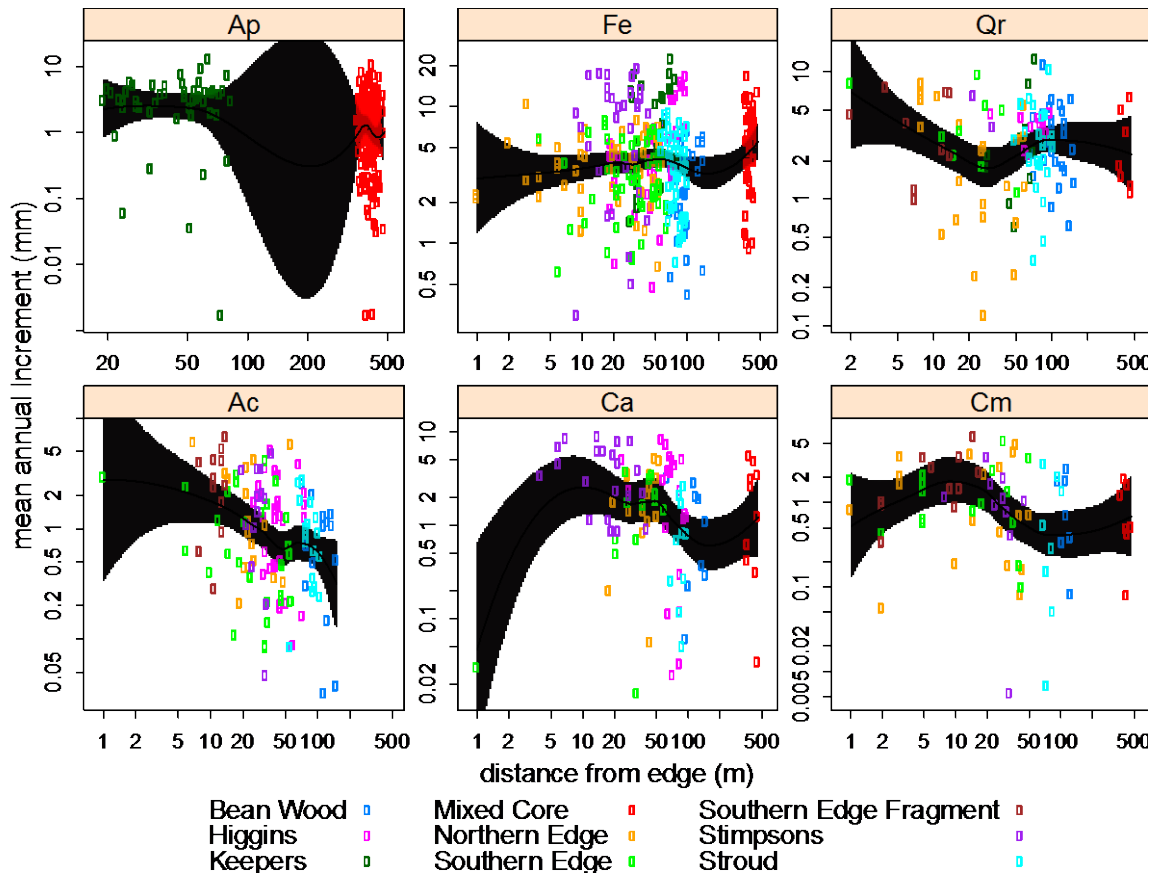 Ap
Fe
Qr
10
1
0.1
0.01
20
10
5
2
1
0.5
10
5
2
1
0.5
0.2
0.1
20 50 100 200 500
1 2 5 10 20 50 100 500
2 5 10 20 50 100 500
mean annual Increment (mm)
Ac
Ca
Cm
5
2
1
0.5
0.2
0.05
10
5
2
1
0.5
0.1
0.02
5
2
1
0.5
0.1
0.02
0.005
1 2 5 10 20 50 100 500
1 2 5 10 20 50 100 500
1 2 5 10 20 50 100 500
distance from edge (m)
Bean Wood Mixed Core Southern Edge Fragment
Higgins Northern Edge Stimpsons
Keepers Southern Edge Stroud